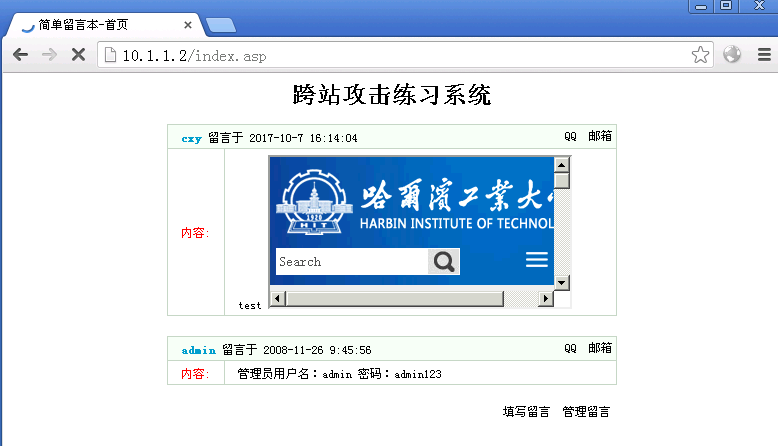 简单留言本-首页
10.1.1.2/index.asp
跨站攻击练习系统
cxy 留言于 2017-10-7 16:14:04 QQ 邮箱
哈爾濱工業大
HARBIN INSTITUTE OF TECHNOL
1920
HIT
Search
内容:
test
admin 留言于 2008-11-26 9:45:56 QQ 邮箱
内容: 管理员用户名：admin 密码：admin123
填写留言 管理留言